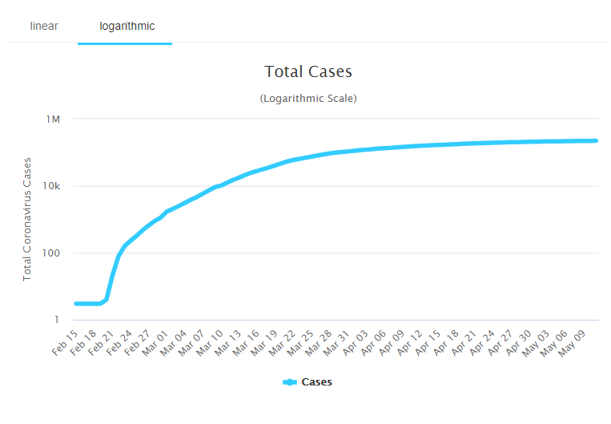 linear
logarithmic
Total Cases
(Logarithmic Scale)
Total Coronavirus Cases
1M
10k
100
1
Feb 15
Feb 18
Feb 21
Feb 24
Feb 27
Mar 01
Mar 04
Mar 07
Mar 10
Mar 13
Mar 16
Mar 19
Mar 22
Mar 25
Mar 28
Mar 31
Apr 03
Apr 06
Apr 09
Apr 12
Apr 15
Apr 18
Apr 21
Apr 24
Apr 27
Apr 30
May 03
May 06
May 09
Cases